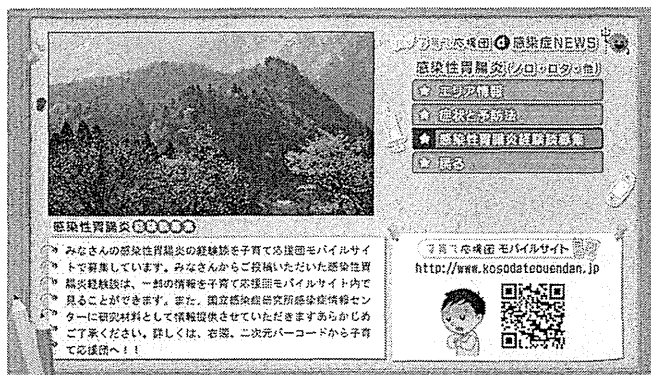 子育て応援団 d 感染症NEWS
感染性胃腸炎(ノロ・ロタ・他)
★ エリア情報
★ 症状と予防法
★ 感染性胃腸炎経験談募集
★ 戻る
感染性胃腸炎経験談募集
みなさんの感染性胃腸炎の経験談を子育て応援団モバイルサイ
トで募集しています。みなさんからご投稿いただいた感染性胃
腸炎経験談は、一部の情報を子育て応援団モバイルサイト内で
見ることができます。また、国立感染症研究所感染症情報セン
ターに研究材料として情報提供させていただきますあらかじめ
ご了承ください。詳しくは、右記、二次元バーコードから子育
て応援団へ！！
子育て応援団 モバイルサイト
http://www.kosodateouendan.jp